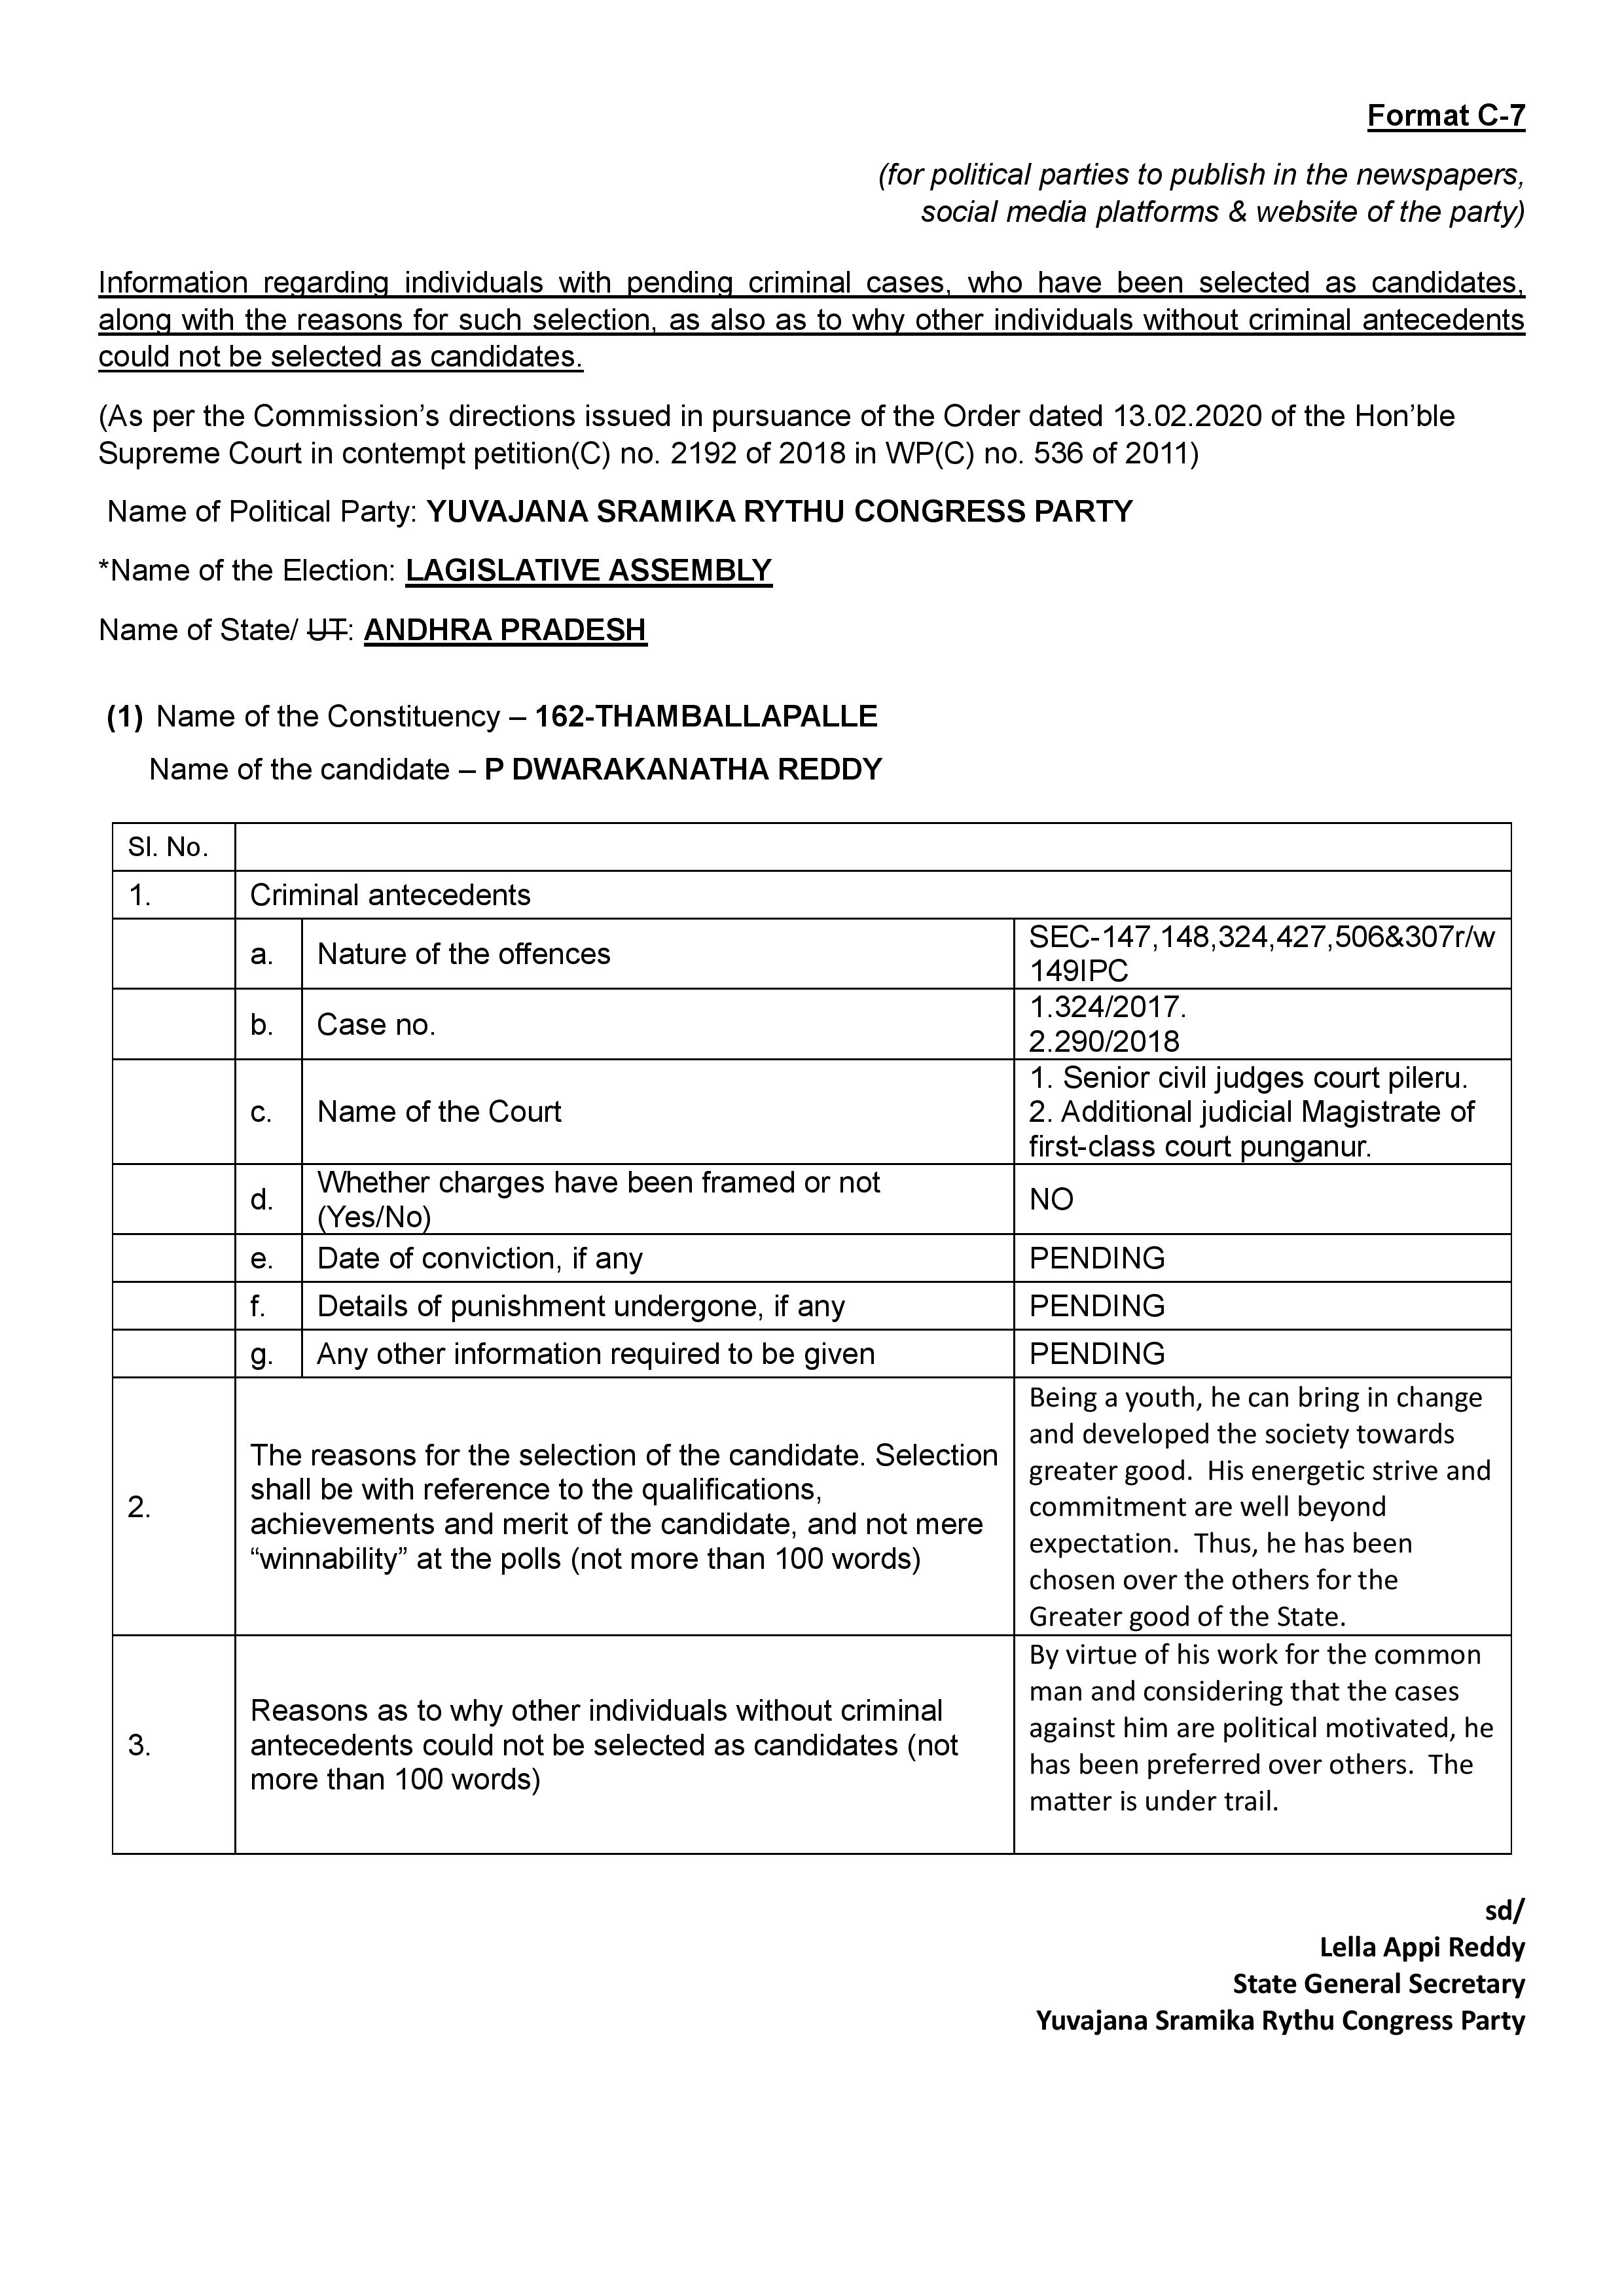 Format C-7
(for political parties to publish in the newspapers,
social media platforms & website of the party)
Information regarding individuals with pending criminal cases, who have been selected as candidates,
along with the reasons for such selection, as also as to why other individuals without criminal antecedents
could not be selected as candidates.
(As per the Commission’s directions issued in pursuance of the Order dated 13.02.2020 of the Hon’ble
Supreme Court in contempt petition(C) no. 2192 of 2018 in WP(C) no. 536 of 2011)
Name of Political Party: YUVAJANA SRAMIKA RYTHU CONGRESS PARTY
*Name of the Election: LAGISLATIVE ASSEMBLY
Name of State/ UT: ANDHRA PRADESH
(1) Name of the Constituency – 162-THAMBALLAPALLE
Name of the candidate – P DWARAKANATHA REDDY
Sl. No.
1. Criminal antecedents
a. Nature of the offences
SEC-147,148,324,427,506&307r/w
149IPC
b. Case no.
1.324/2017.
2.290/2018
c. Name of the Court
1. Senior civil judges court pileru.
2. Additional judicial Magistrate of
first-class court punganur.
d. Whether charges have been framed or not
(Yes/No)
NO
e. Date of conviction, if any PENDING
f. Details of punishment undergone, if any PENDING
g. Any other information required to be given PENDING
2.
The reasons for the selection of the candidate. Selection
shall be with reference to the qualifications,
achievements and merit of the candidate, and not mere
“winnability” at the polls (not more than 100 words)
Being a youth, he can bring in change
and developed the society towards
greater good. His energetic strive and
commitment are well beyond
expectation. Thus, he has been
chosen over the others for the
Greater good of the State.
3.
Reasons as to why other individuals without criminal
antecedents could not be selected as candidates (not
more than 100 words)
By virtue of his work for the common
man and considering that the cases
against him are political motivated, he
has been preferred over others. The
matter is under trail.
sd/
Lella Appi Reddy
State General Secretary
Yuvajana Sramika Rythu Congress Party